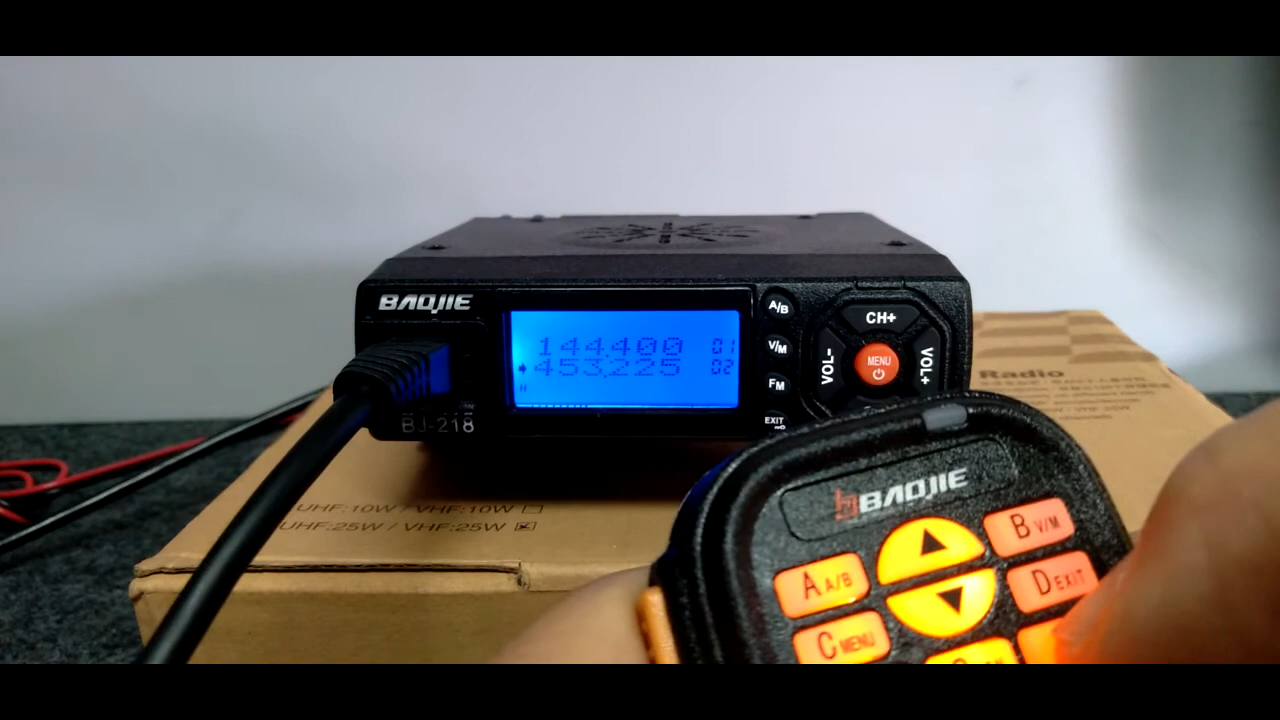 BAOJIE
BJ-218
144.400 01
453.225 02
H
A/B
V/M
FM
EXIT
CH+
VOL-
MENU
VOL+
Radio
UHF:10W / VHF:10W
UHF:25W / VHF:25W
BAOJIE
A A/B
B V/M
C MENU
D EXIT